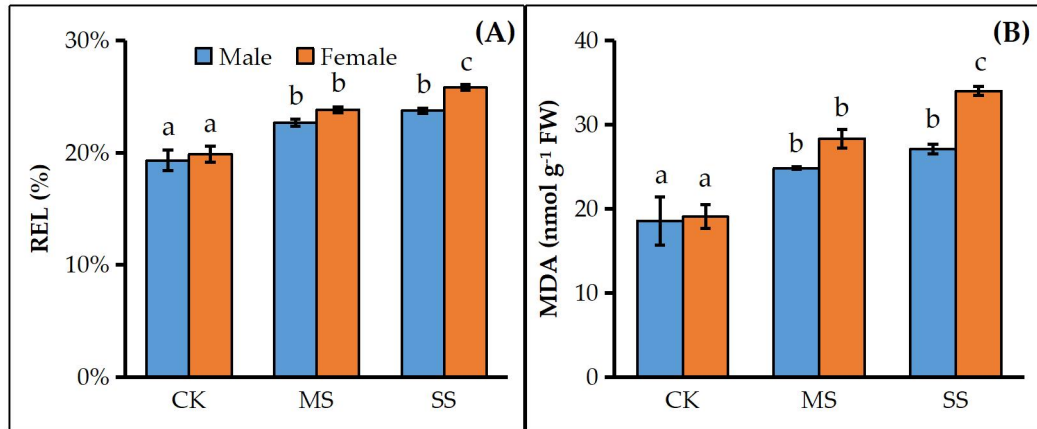 (A)
30%
20%
10%
0%
REL (%)
Male Female
a a b b b c
CK MS SS
(B)
40
30
20
10
0
MDA (nmol g⁻¹ FW)
a a b b b c
CK MS SS